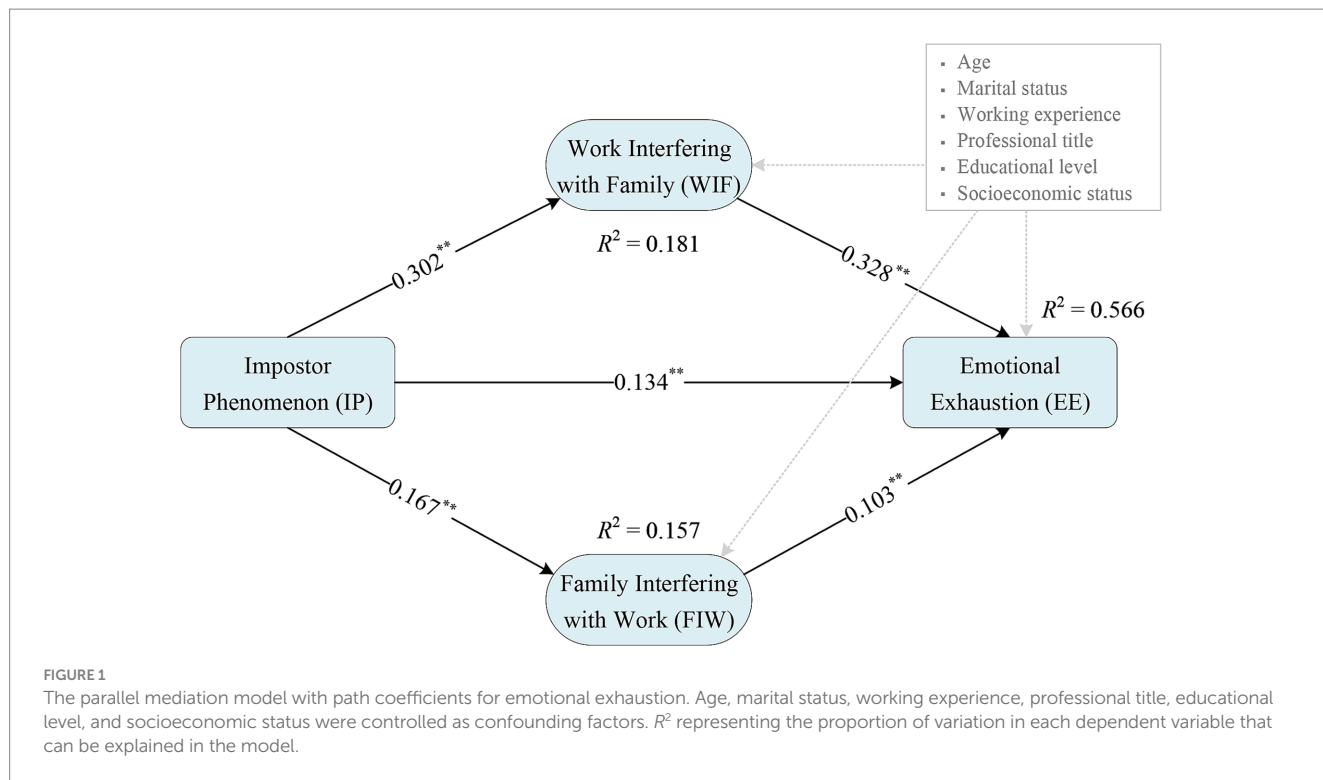 ▪ Age
▪ Marital status
▪ Working experience
▪ Professional title
▪ Educational level
▪ Socioeconomic status
Work Interfering
with Family (WIF)
R² = 0.181
0.302**
0.328**
R² = 0.566
Impostor
Phenomenon (IP)
0.134**
Emotional
Exhaustion (EE)
0.167**
0.103**
R² = 0.157
Family Interfering
with Work (FIW)
FIGURE 1
The parallel mediation model with path coefficients for emotional exhaustion. Age, marital status, working experience, professional title, educational
level, and socioeconomic status were controlled as confounding factors. R² representing the proportion of variation in each dependent variable that
can be explained in the model.